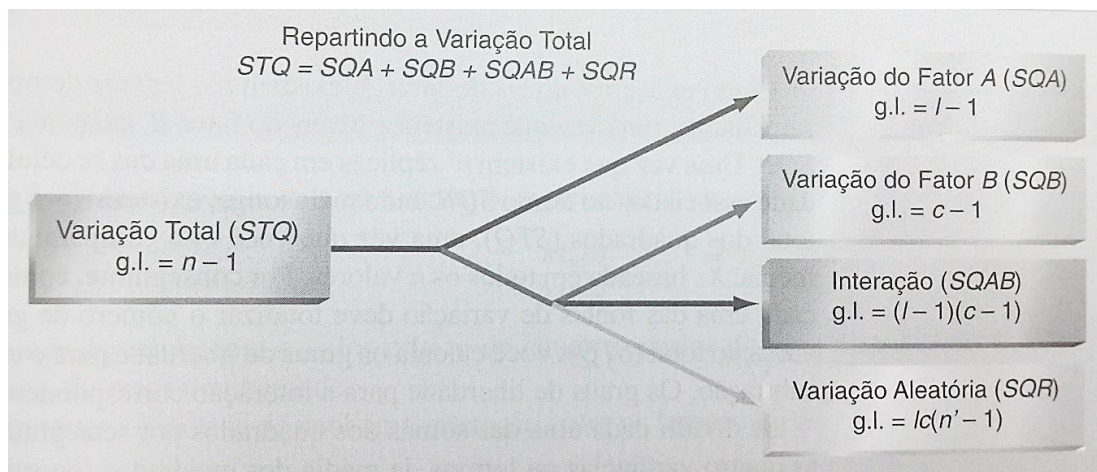 Repartindo a Variação Total
STQ = SQA + SQB + SQAB + SQR
Variação do Fator A (SQA)
g.l. = l – 1
Variação do Fator B (SQB)
g.l. = c – 1
Variação Total (STQ)
g.l. = n – 1
Interação (SQAB)
g.l. = (l – 1)(c – 1)
Variação Aleatória (SQR)
g.l. = lc(n’ – 1)